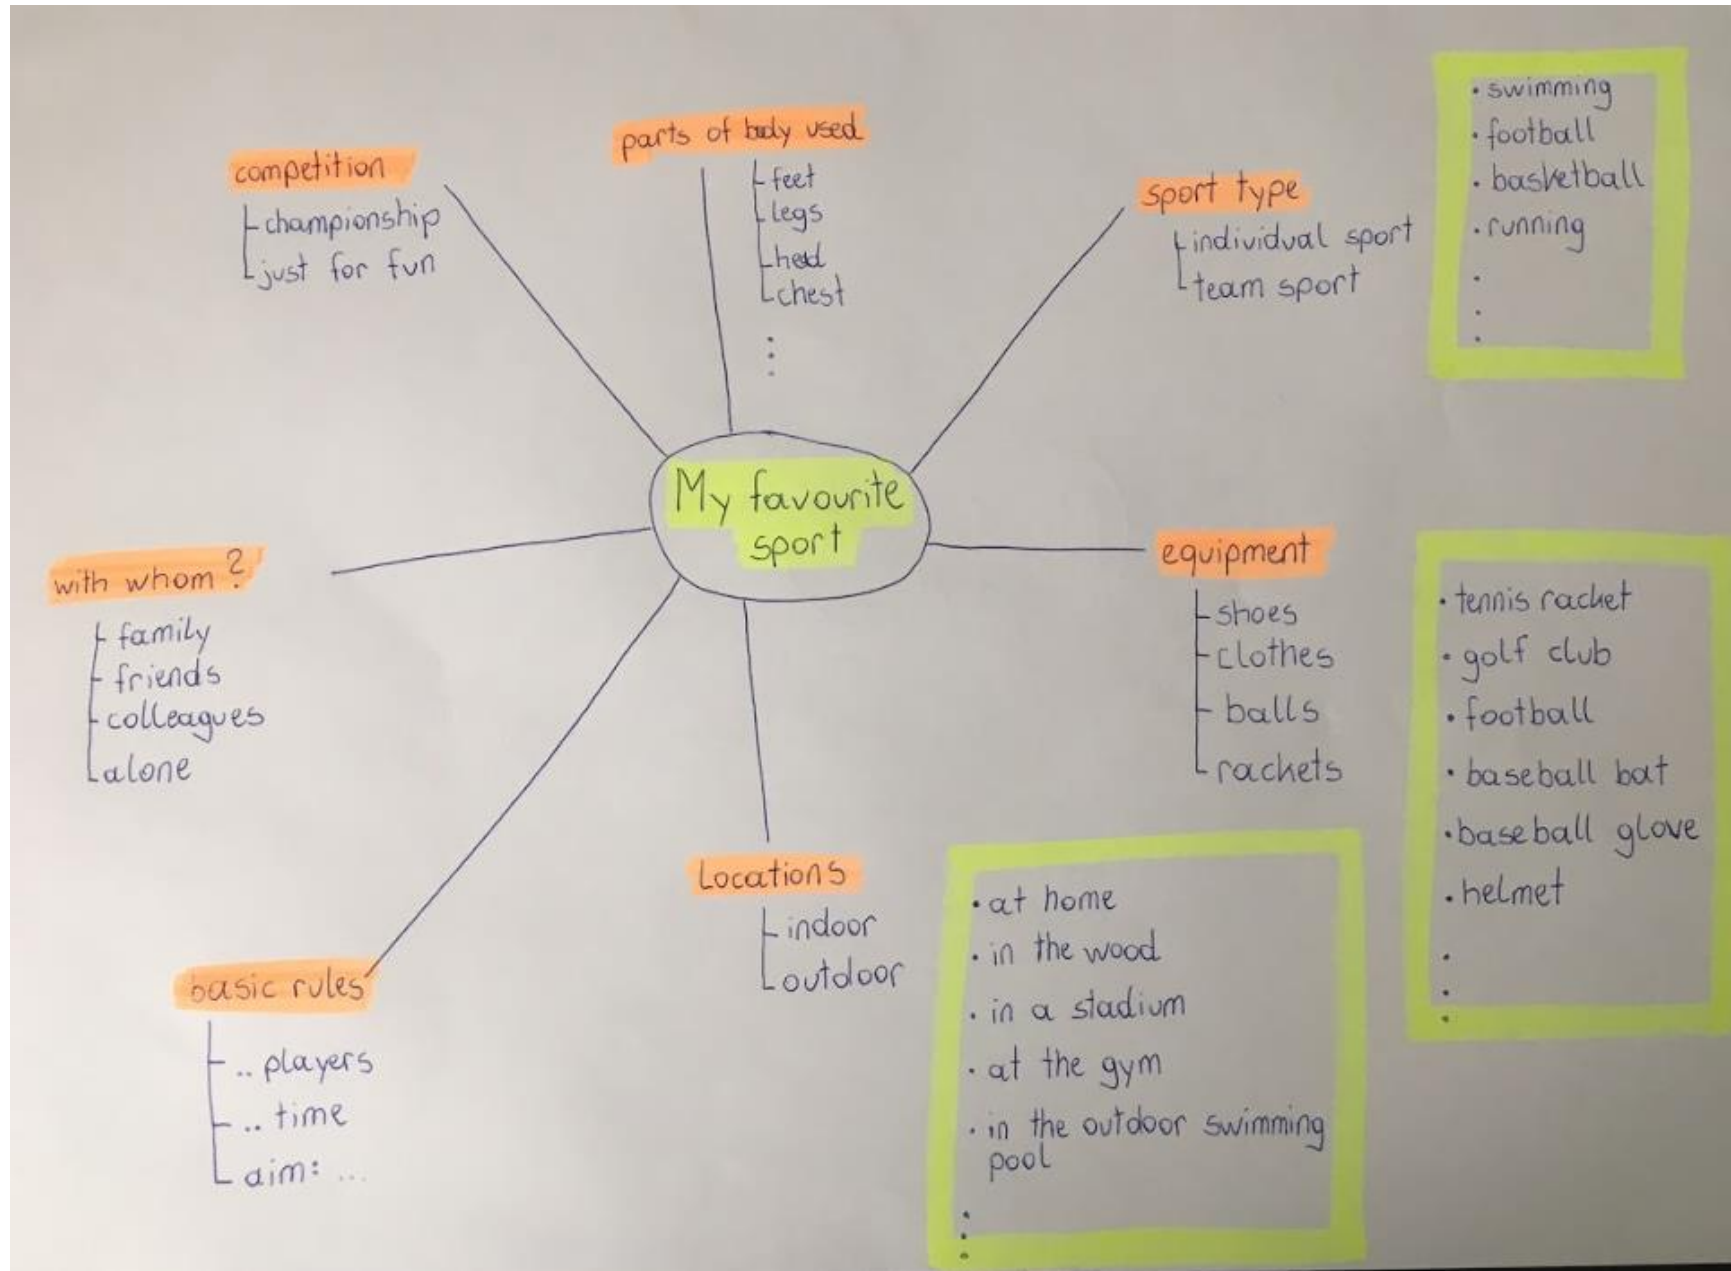 My favourite
sport
competition
championship
just for fun
parts of body used
feet
legs
head
chest
sport type
individual sport
team sport
• swimming
• football
• basketball
• running
equipment
shoes
clothes
balls
rackets
• tennis racket
• golf club
• football
• baseball bat
• baseball glove
• helmet
Locations
indoor
outdoor
• at home
• in the wood
• in a stadium
• at the gym
• in the outdoor swimming
pool
basic rules
.. players
.. time
aim: ...
with whom?
family
friends
colleagues
alone